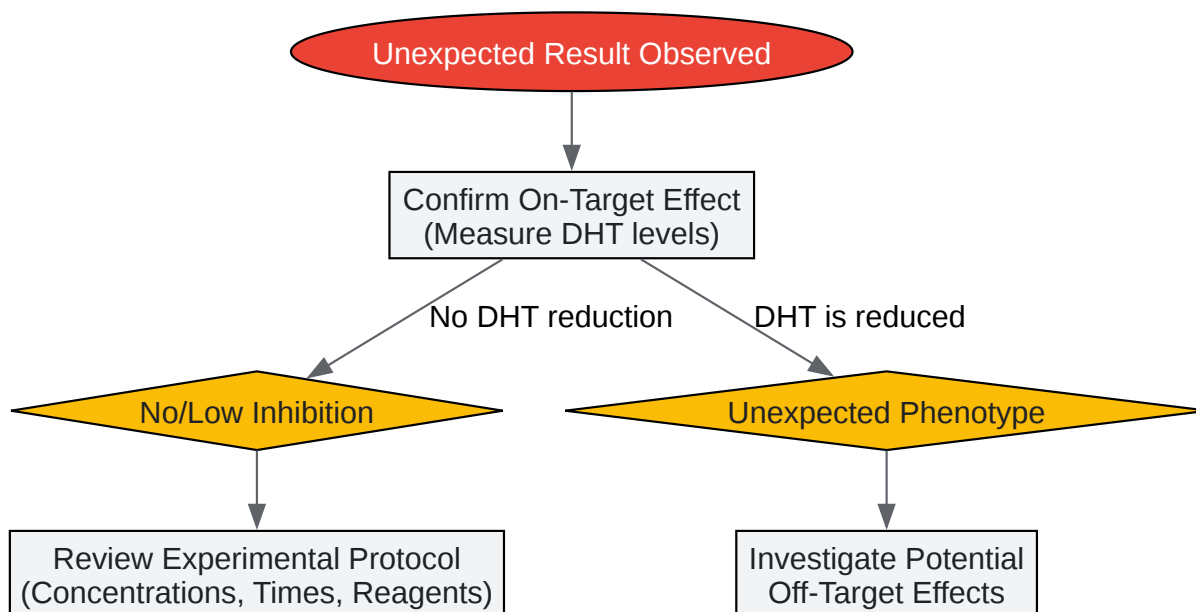 Unexpected Result Observed
Confirm On-Target Effect
(Measure DHT levels)
No DHT reduction
DHT is reduced
No/Low Inhibition
Unexpected Phenotype
Review Experimental Protocol
(Concentrations, Times, Reagents)
Investigate Potential
Off-Target Effects